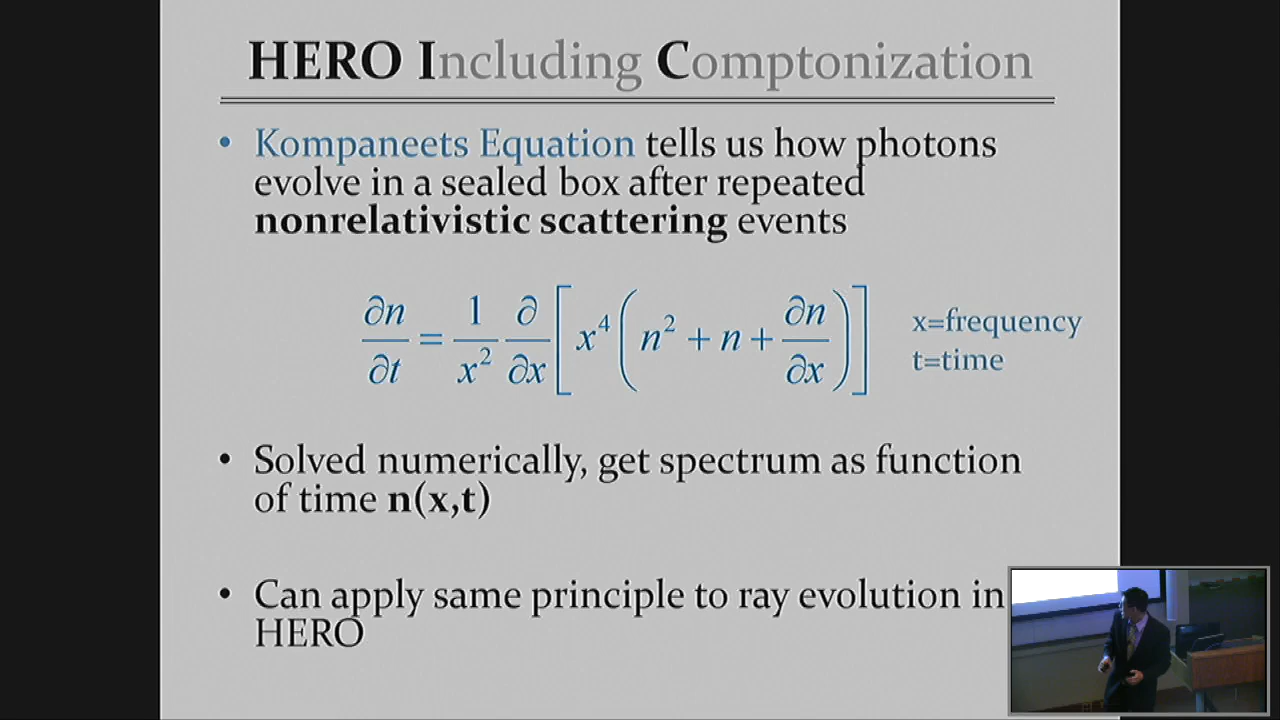 HERO Including Comptonization
• Kompaneets Equation tells us how photons
evolve in a sealed box after repeated
nonrelativistic scattering events
∂n/∂t = 1/x² ∂/∂x [ x⁴ ( n² + n + ∂n/∂x ) ]
x=frequency
t=time
• Solved numerically, get spectrum as function
of time n(x,t)
• Can apply same principle to ray evolution in
HERO